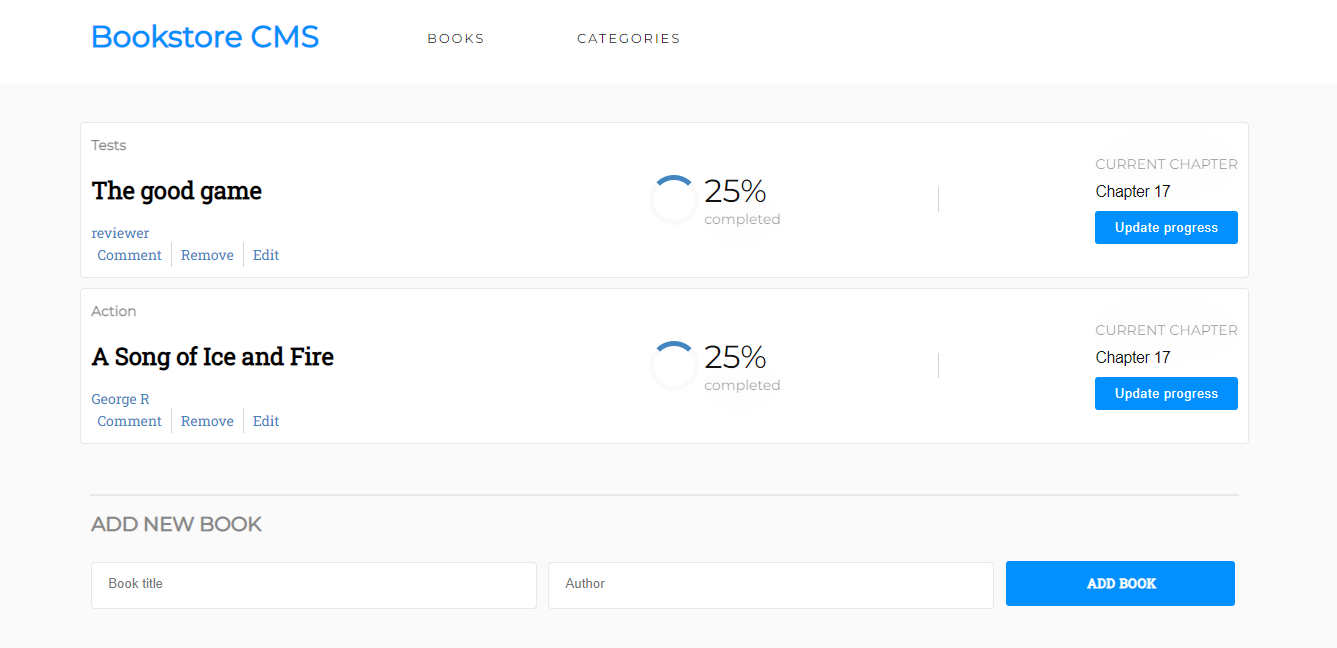 Bookstore CMS
BOOKS
CATEGORIES
Tests
The good game
reviewer
Comment
Remove
Edit
25%
completed
CURRENT CHAPTER
Chapter 17
Update progress
Action
A Song of Ice and Fire
George R
Comment
Remove
Edit
25%
completed
CURRENT CHAPTER
Chapter 17
Update progress
ADD NEW BOOK
Book title
Author
ADD BOOK